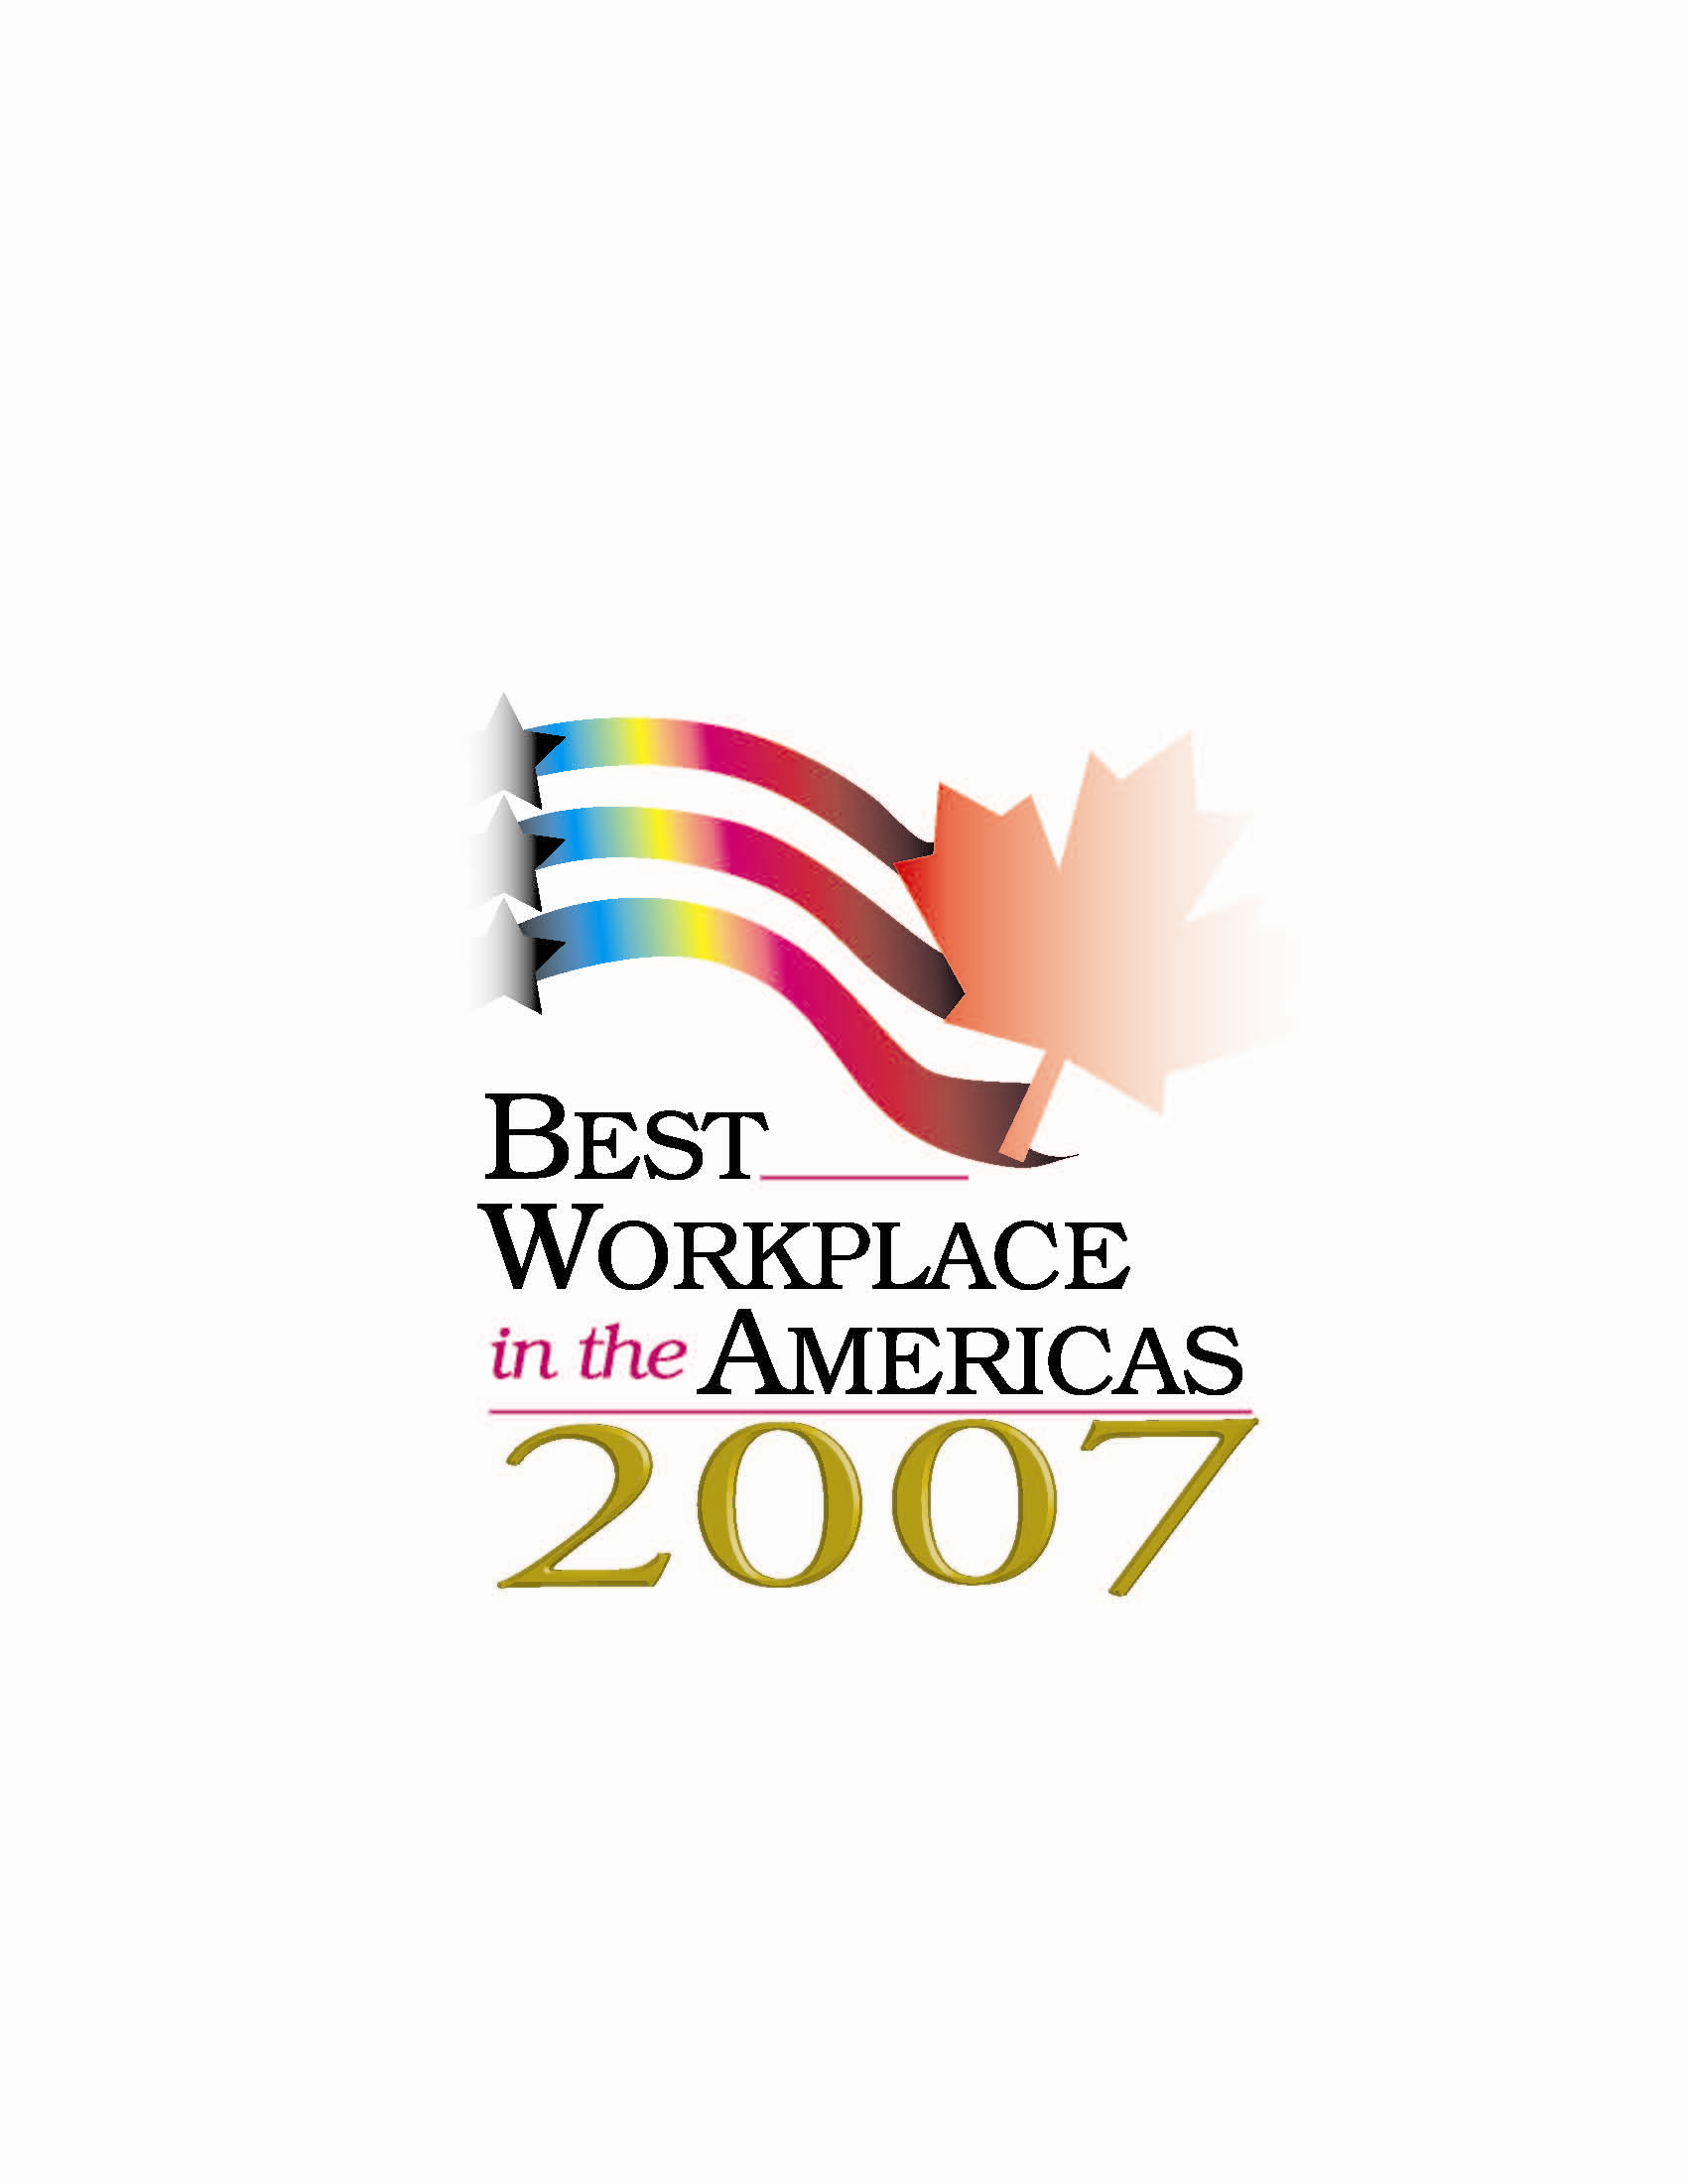 BEST
WORKPLACE
in the AMERICAS
2007